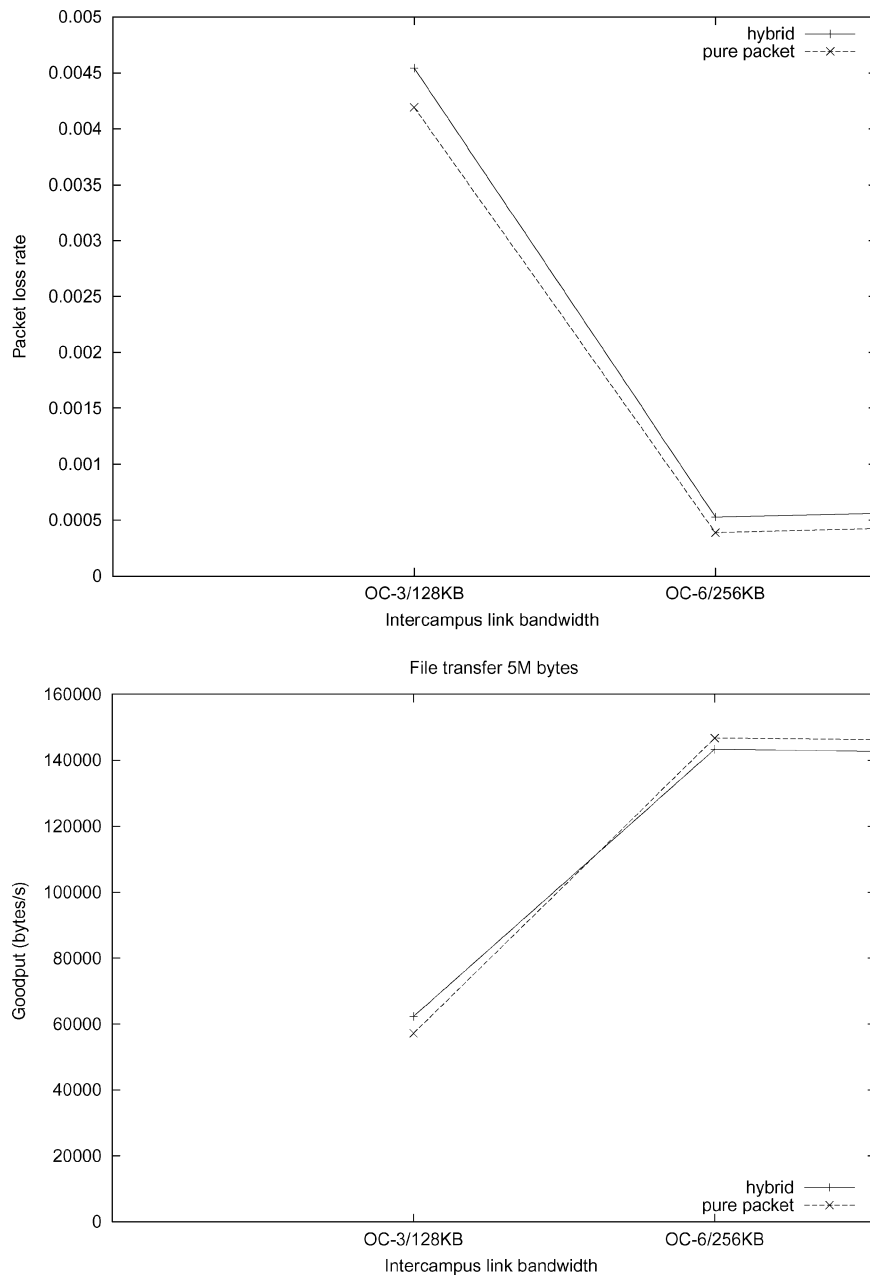 0.005
hybrid
pure packet
0.0045
0.004
0.0035
0.003
0.0025
0.002
0.0015
0.001
0.0005
0
Packet loss rate
OC-3/128KB
OC-6/256KB
Intercampus link bandwidth
File transfer 5M bytes
160000
140000
120000
100000
80000
60000
40000
20000
0
Goodput (bytes/s)
hybrid
pure packet
OC-3/128KB
OC-6/256KB
Intercampus link bandwidth